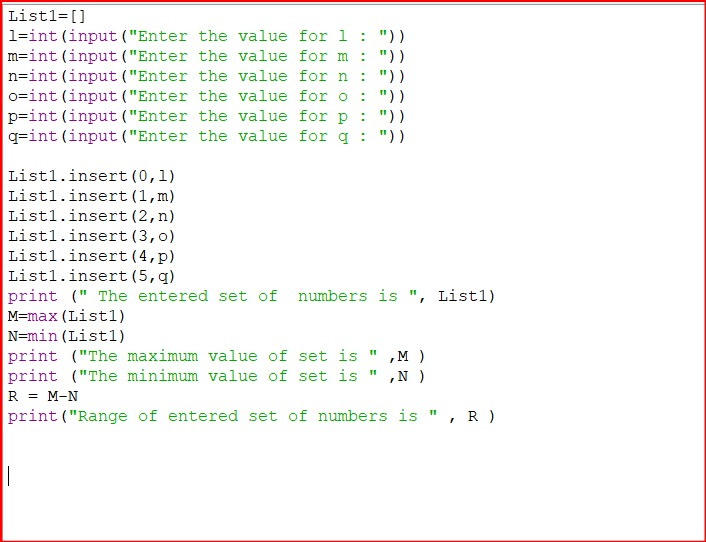 List1=[]
l=int(input("Enter the value for l : "))
m=int(input("Enter the value for m : "))
n=int(input("Enter the value for n : "))
o=int(input("Enter the value for o : "))
p=int(input("Enter the value for p : "))
q=int(input("Enter the value for q : "))

List1.insert(0,l)
List1.insert(1,m)
List1.insert(2,n)
List1.insert(3,o)
List1.insert(4,p)
List1.insert(5,q)
print (" The entered set of  numbers is ", List1)
M=max(List1)
N=min(List1)
print ("The maximum value of set is " ,M )
print ("The minimum value of set is " ,N )
R = M-N
print("Range of entered set of numbers is " , R )